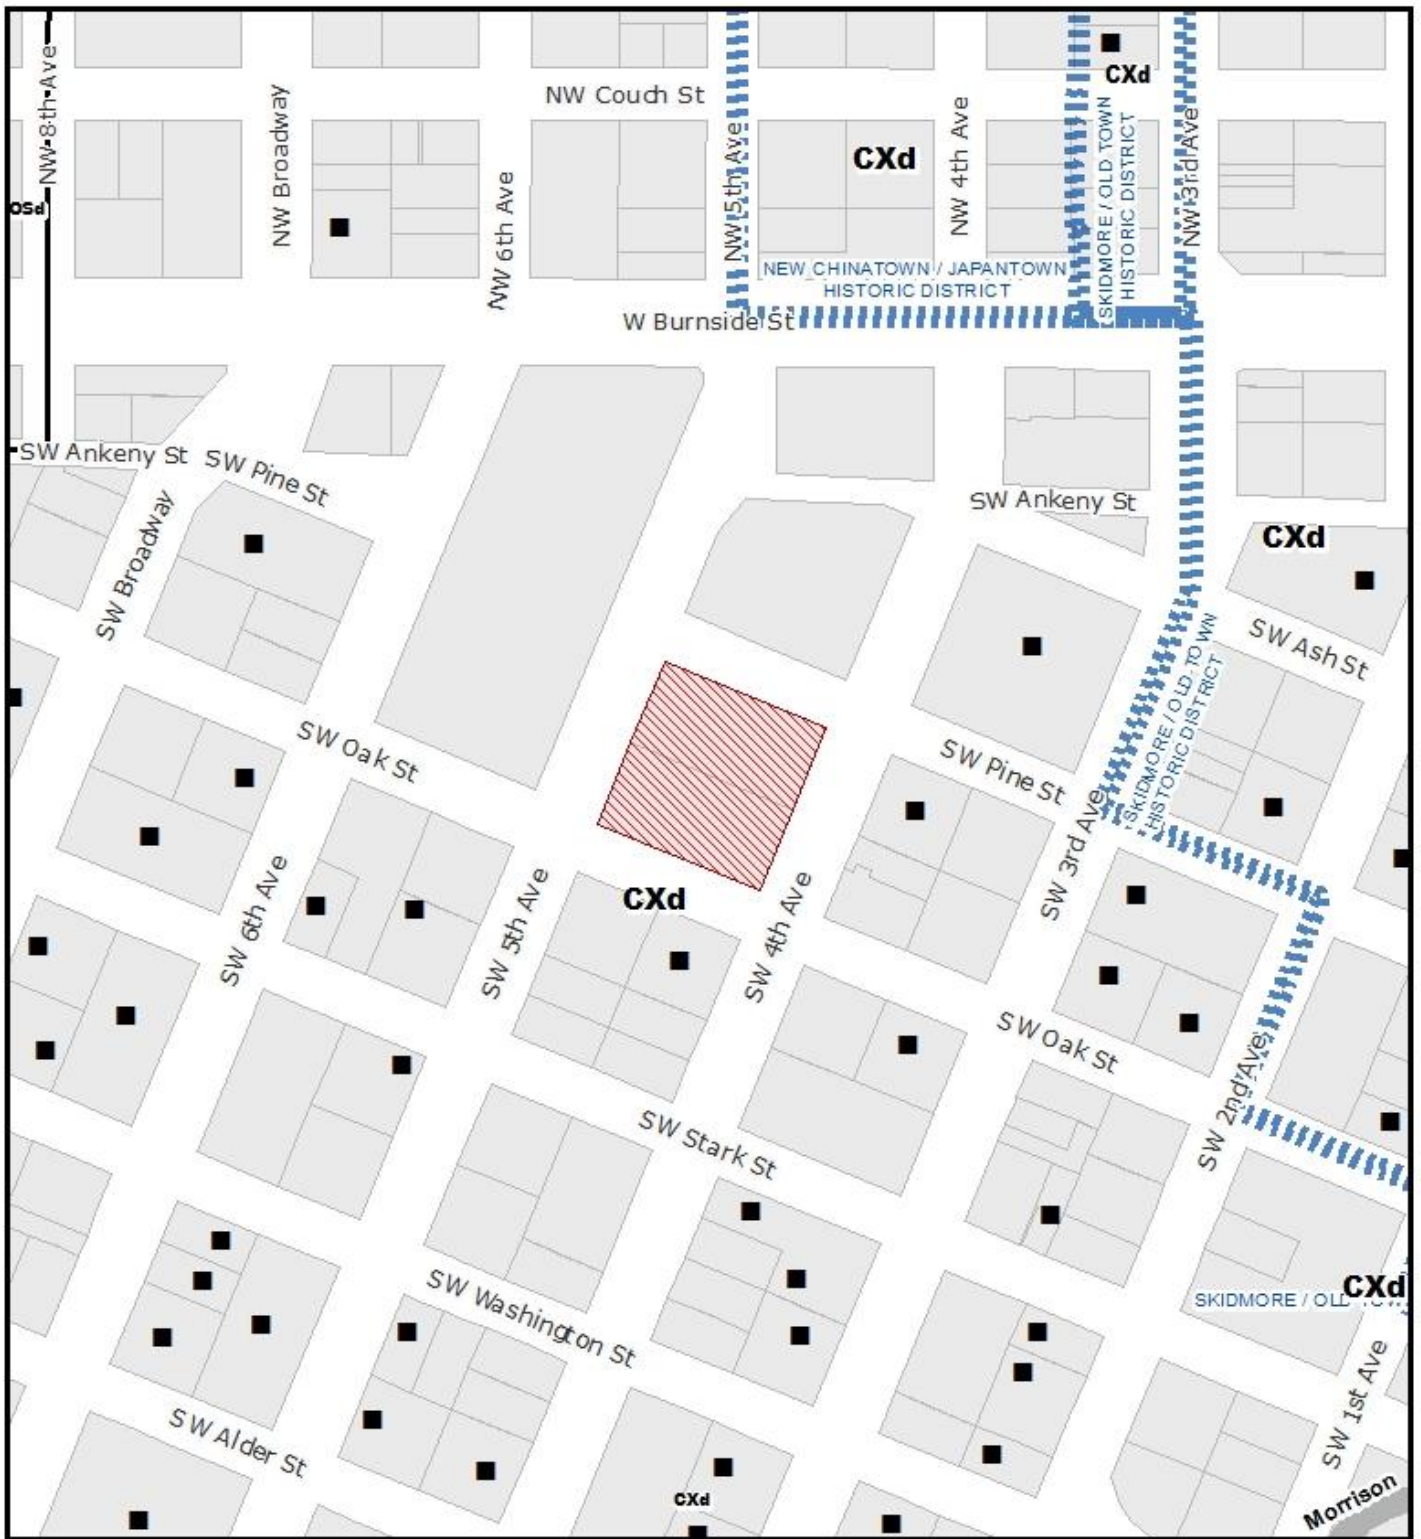 CXd
NW Couch St
NW 8th Ave
NW Broadway
NW 6th Ave
NW 5th Ave
CXd
NW 4th Ave
SKIDMORE / OLD TOWN
HISTORIC DISTRICT
NW 3rd Ave
OSd
NEW CHINATOWN / JAPANTOWN
HISTORIC DISTRICT
W Burnside St
SW Ankeny St
SW Pine St
SW Ankeny St
SW Broadway
CXd
SW Ash St
SKIDMORE / OLD TOWN
HISTORIC DISTRICT
SW Oak St
SW Pine St
SW 3rd Ave
SW 6th Ave
SW 5th Ave
CXd
SW 4th Ave
SW Oak St
SW 2nd Ave
SW Stark St
SW Washington St
CXd
SKIDMORE / OLD TOWN
SW 1st Ave
SW Alder St
CXd
Morrison